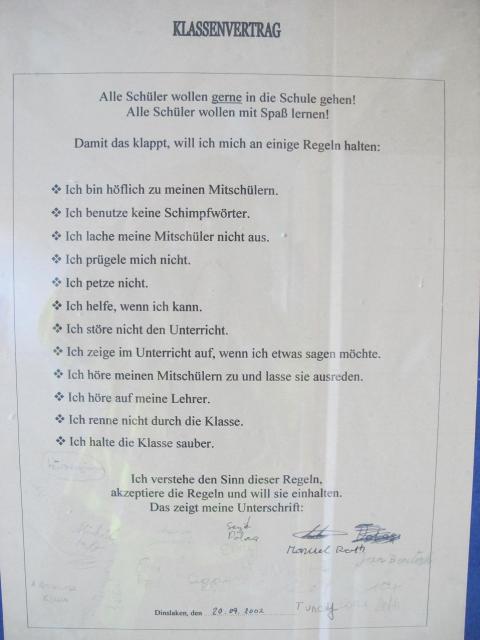 KLASSENVERTRAG
Alle Schüler wollen gerne in die Schule gehen!
Alle Schüler wollen mit Spaß lernen!
Damit das klappt, will ich mich an einige Regeln halten:
❖ Ich bin höflich zu meinen Mitschülern.
❖ Ich benutze keine Schimpfwörter.
❖ Ich lache meine Mitschüler nicht aus.
❖ Ich prügele mich nicht.
❖ Ich petze nicht.
❖ Ich helfe, wenn ich kann.
❖ Ich störe nicht den Unterricht.
❖ Ich zeige im Unterricht auf, wenn ich etwas sagen möchte.
❖ Ich höre meinen Mitschülern zu und lasse sie ausreden.
❖ Ich höre auf meine Lehrer.
❖ Ich renne nicht durch die Klasse.
❖ Ich halte die Klasse sauber.
Ich verstehe den Sinn dieser Regeln,
akzeptiere die Regeln und will sie einhalten.
Das zeigt meine Unterschrift:
Manuel Roth
Dinslaken, den 20.09.2002